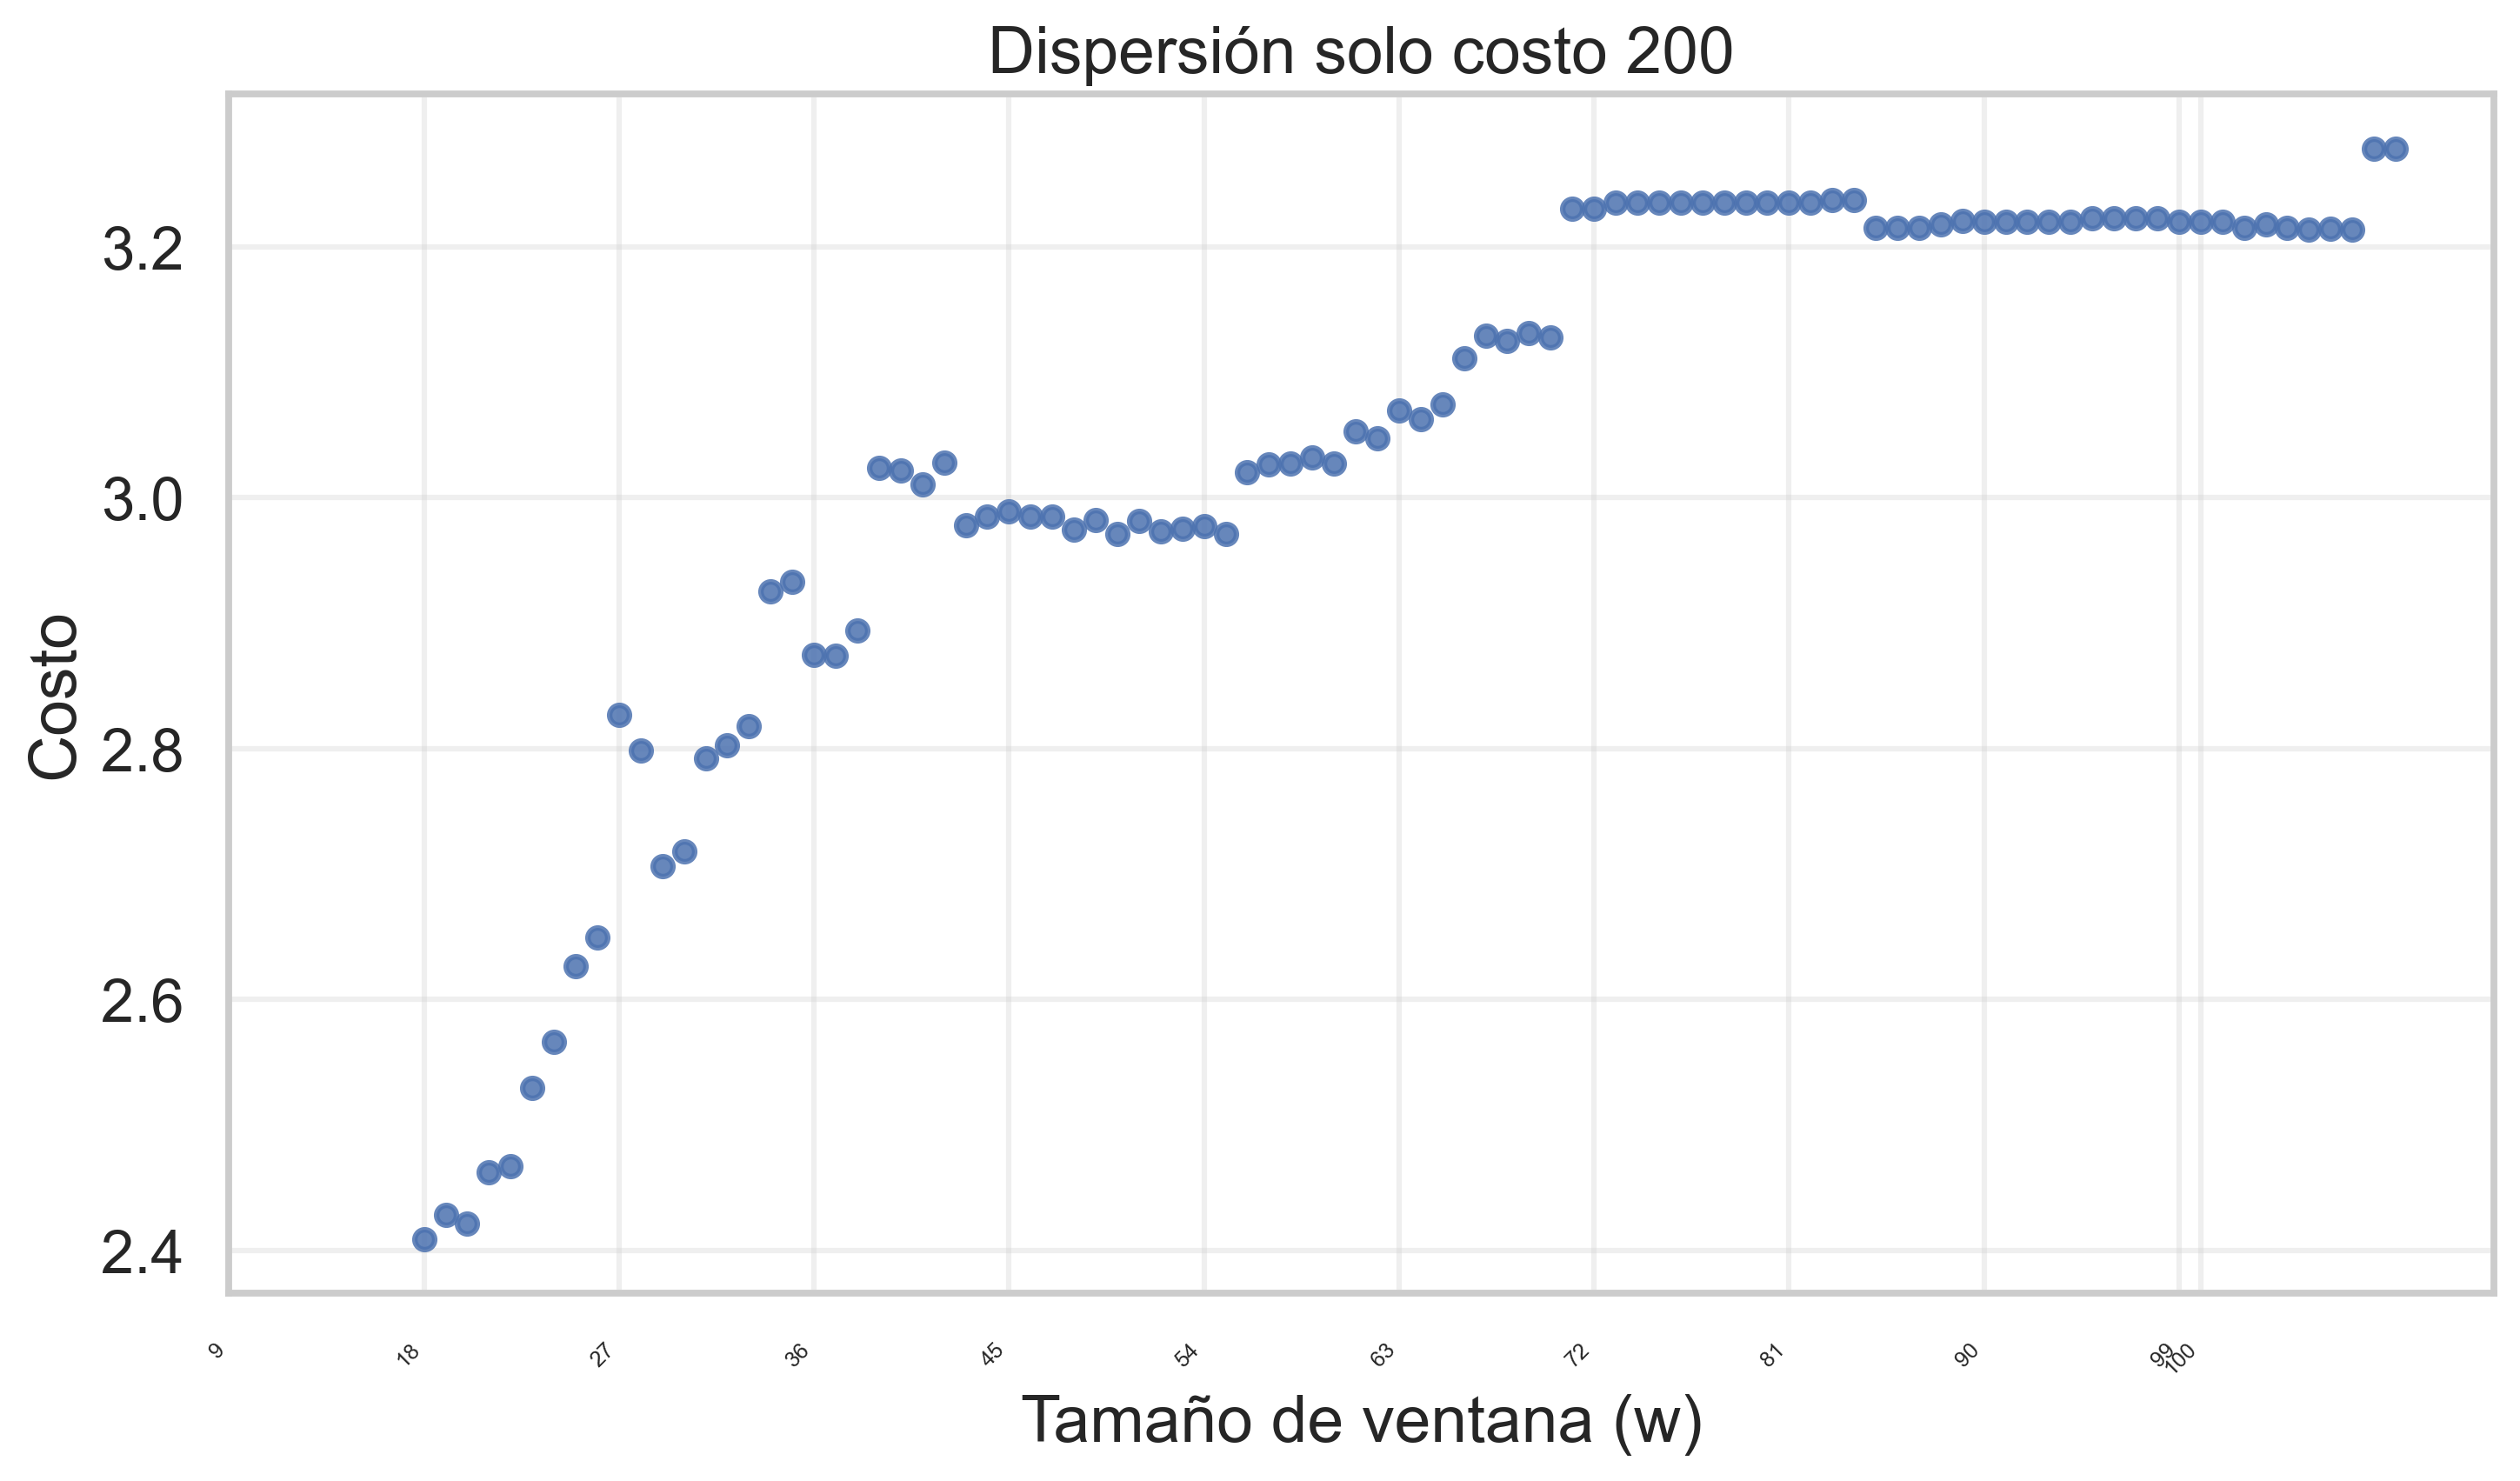 Dispersión solo costo 200
Costo
3.2
3.0
2.8
2.6
2.4
9 18 27 36 45 54 63 72 81 90 99 100
Tamaño de ventana (w)